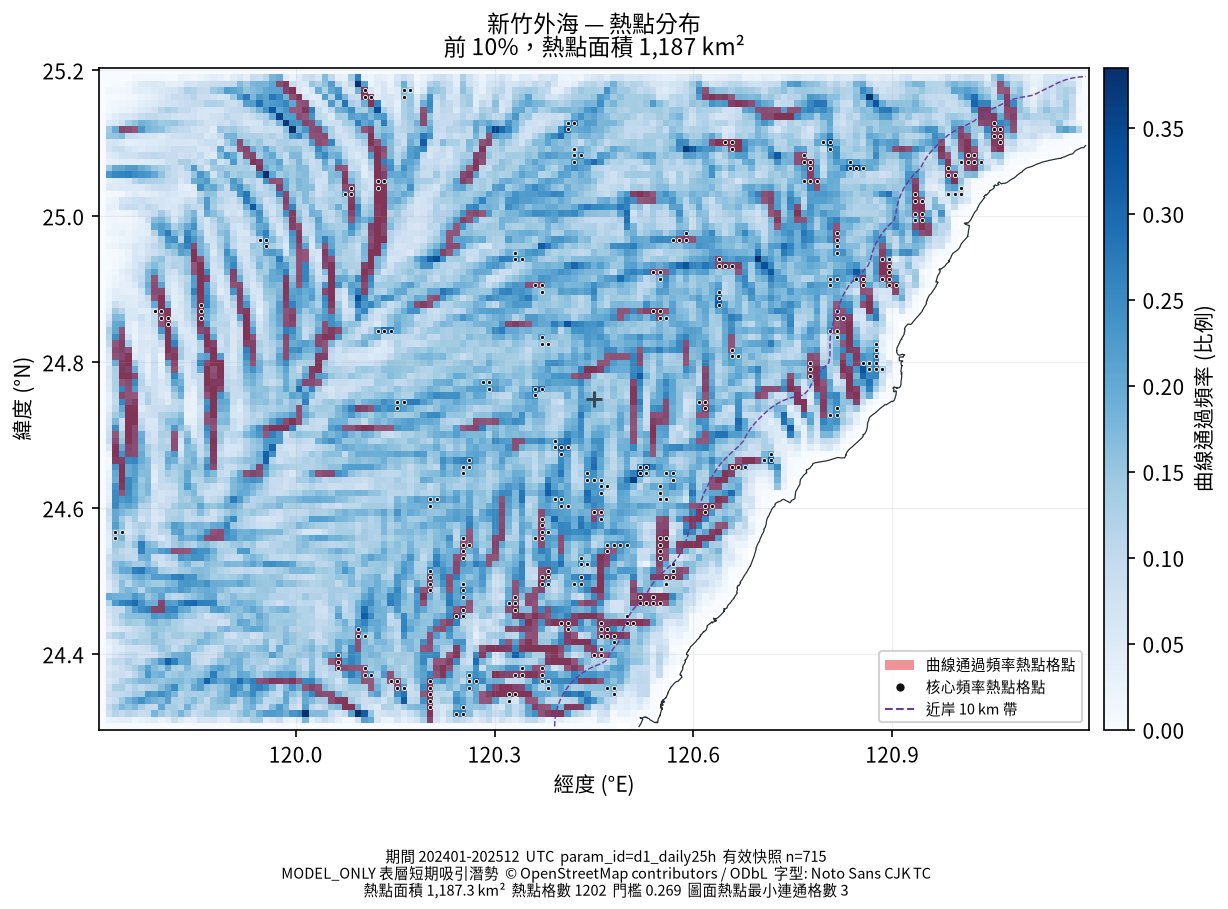 新竹外海 — 熱點分布
前 10%，熱點面積 1,187 km²
25.2
25.0
24.8
24.6
24.4
緯度 (°N)
120.0
120.3
120.6
120.9
經度 (°E)
曲線通過頻率熱點格點
核心頻率熱點格點
近岸 10 km 帶
0.35
0.30
0.25
0.20
0.15
0.10
0.05
0.00
曲線通過頻率 (比例)
期間 202401-202512 UTC param_id=d1_daily25h 有效快照 n=715
MODEL_ONLY 表層短期吸引潛勢 © OpenStreetMap contributors / ODbL 字型: Noto Sans CJK TC
熱點面積 1,187.3 km² 熱點格數 1202 門檻 0.269 圖面熱點最小連通格數 3